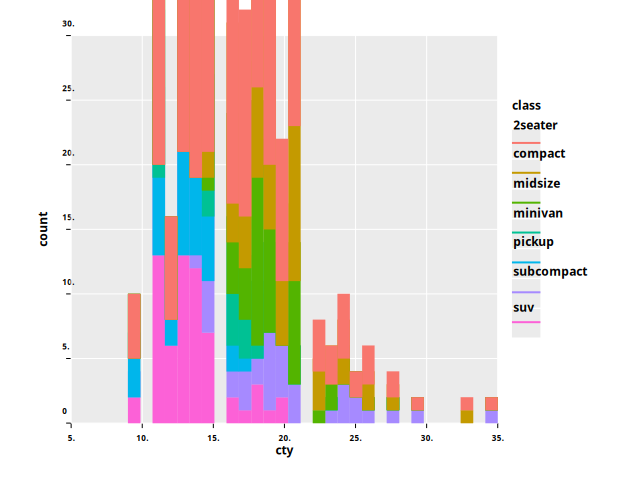 30.
25.
20.
15.
10.
5.
0
count
5.
10.
15.
20.
25.
30.
35.
cty
class
2seater
compact
midsize
minivan
pickup
subcompact
suv